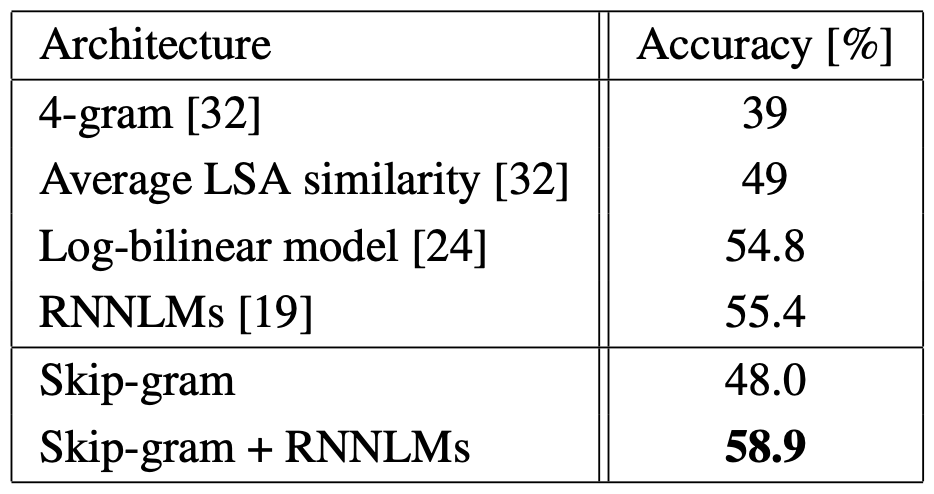 Architecture Accuracy [%]
4-gram [32] 39
Average LSA similarity [32] 49
Log-bilinear model [24] 54.8
RNNLMs [19] 55.4
Skip-gram 48.0
Skip-gram + RNNLMs 58.9